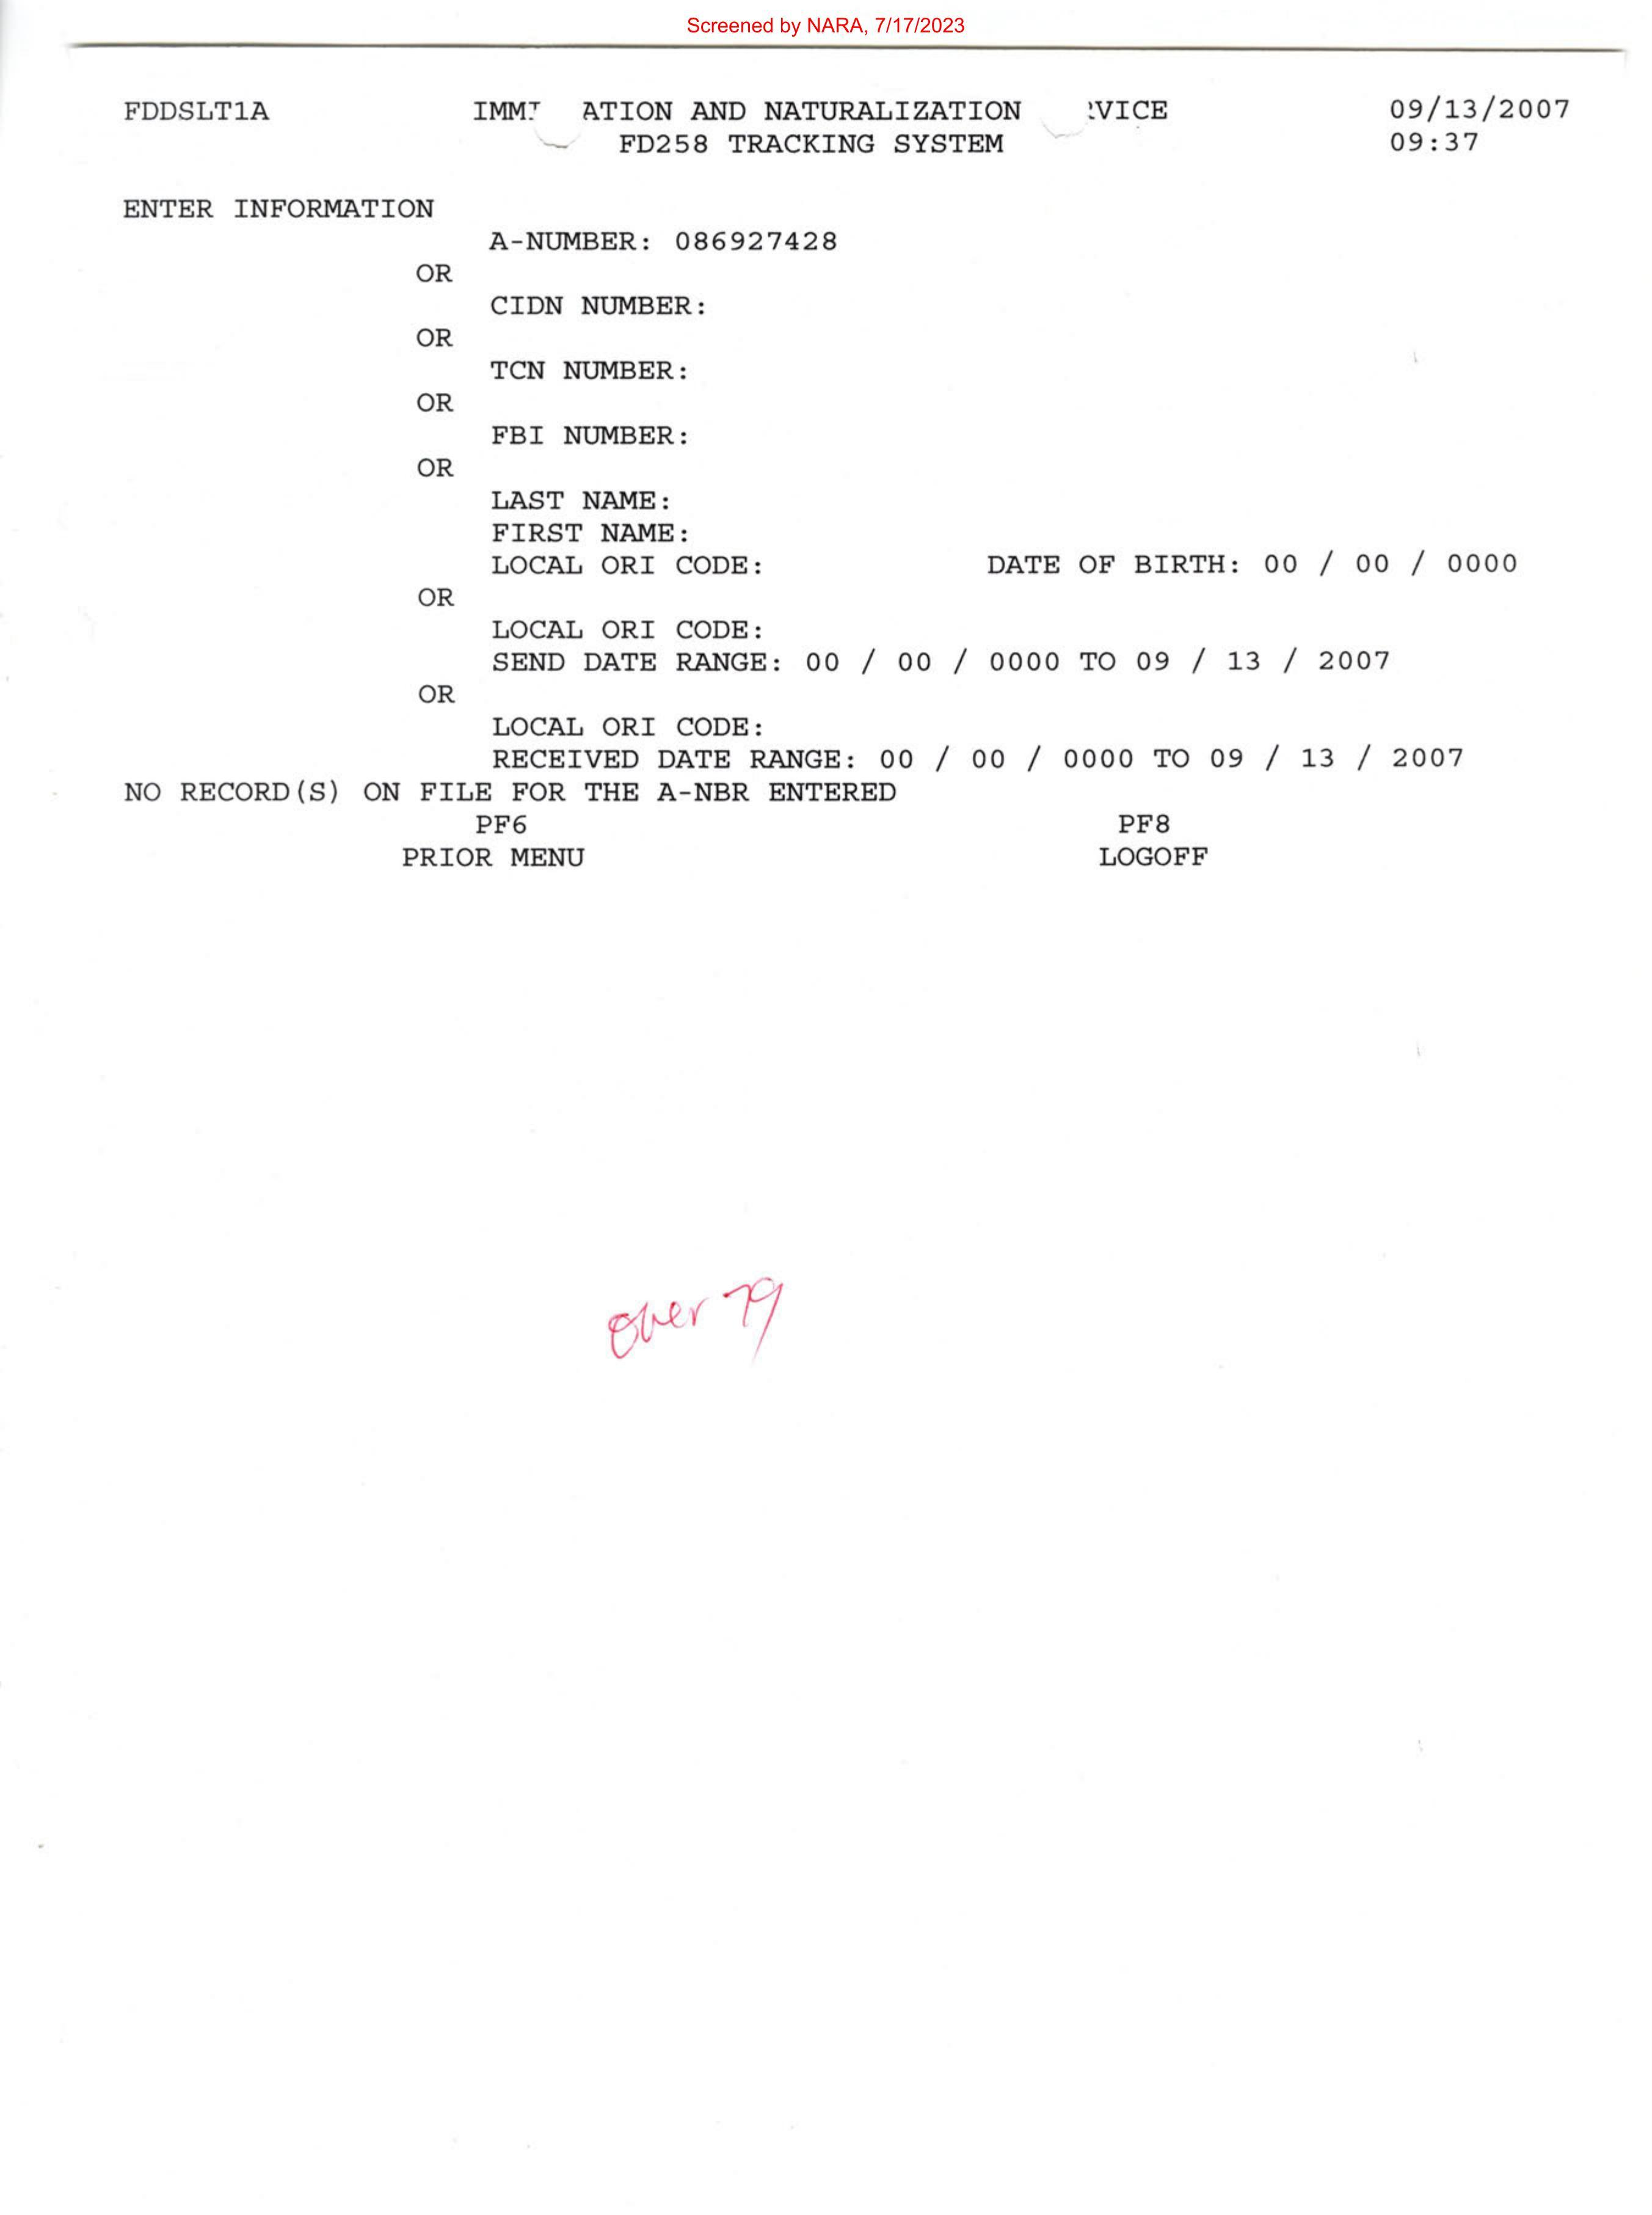 Screened by NARA, 7/17/2023
FDDSLT1A IMM ATION AND NATURALIZATION VICE 09/13/2007
FD258 TRACKING SYSTEM 09:37
ENTER INFORMATION
A-NUMBER: 086927428
OR
CIDN NUMBER:
OR
TCN NUMBER:
OR
FBI NUMBER:
OR
LAST NAME:
FIRST NAME:
LOCAL ORI CODE: DATE OF BIRTH: 00 / 00 / 0000
OR
LOCAL ORI CODE:
SEND DATE RANGE: 00 / 00 / 0000 TO 09 / 13 / 2007
OR
LOCAL ORI CODE:
RECEIVED DATE RANGE: 00 / 00 / 0000 TO 09 / 13 / 2007
NO RECORD(S) ON FILE FOR THE A-NBR ENTERED
PF6 PF8
PRIOR MENU LOGOFF
over 79